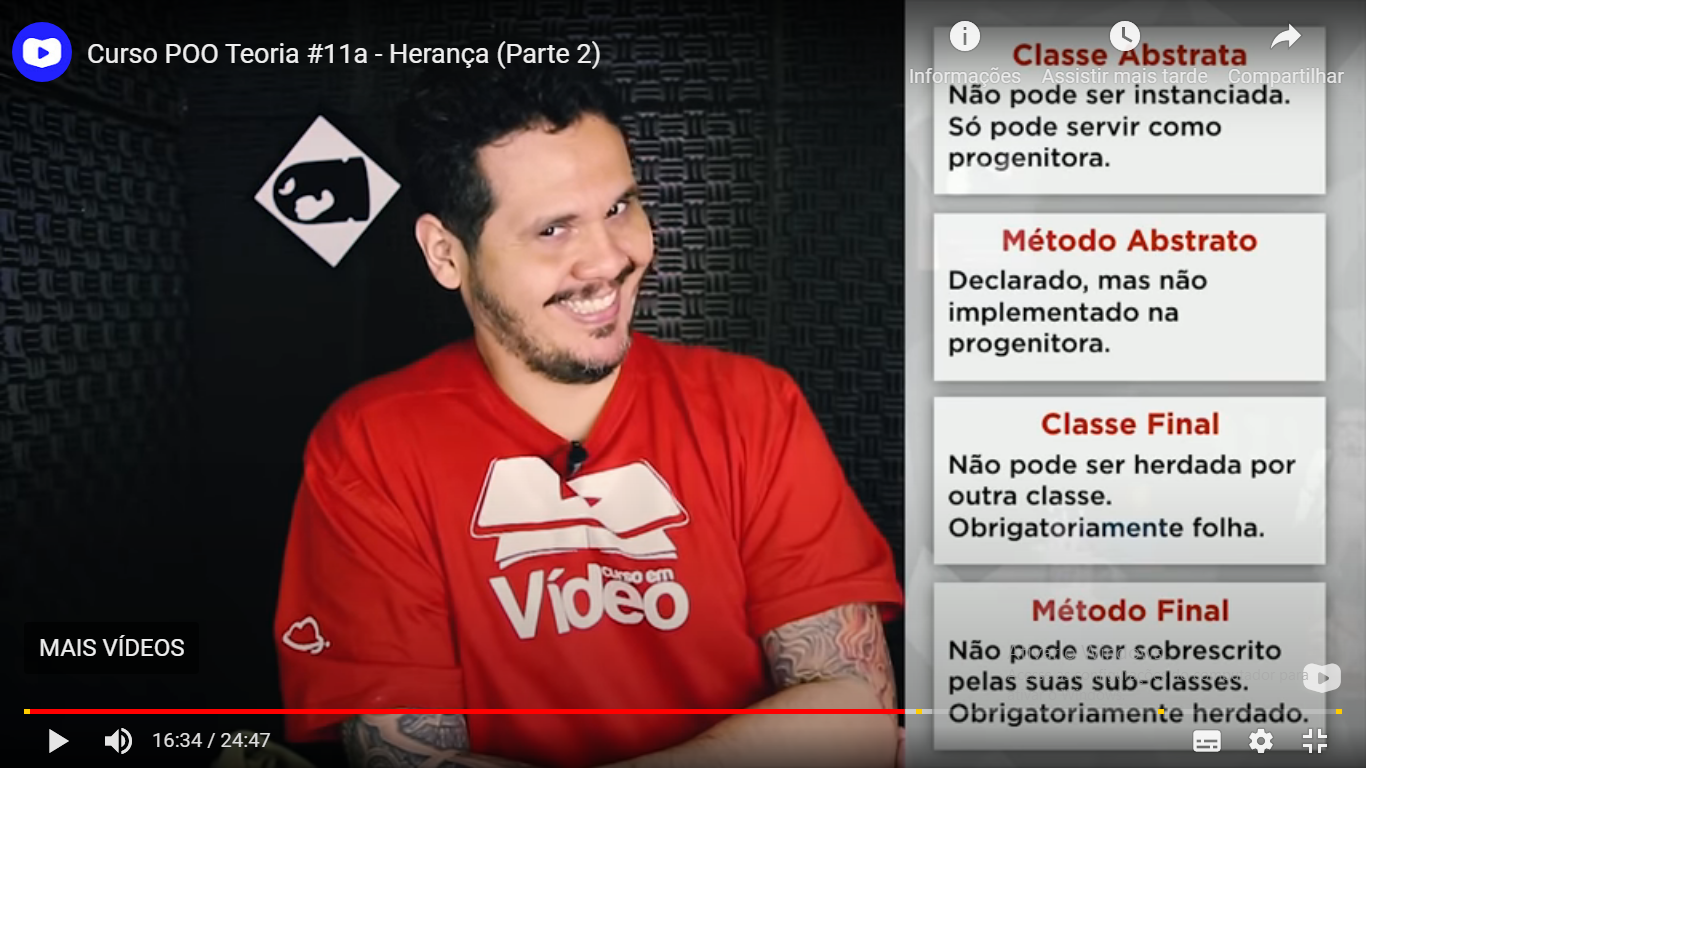 Curso POO Teoria #11a - Herança (Parte 2)
Informações
Assistir mais tarde
Compartilhar
Classe Abstrata
Não pode ser instanciada.
Só pode servir como
progenitora.
Método Abstrato
Declarado, mas não
implementado na
progenitora.
Classe Final
Não pode ser herdada por
outra classe.
Obrigatoriamente folha.
Método Final
Não pode ser sobrescrito
pelas suas sub-classes.
Obrigatoriamente herdado.
curso em
Vídeo
MAIS VÍDEOS
16:34 / 24:47